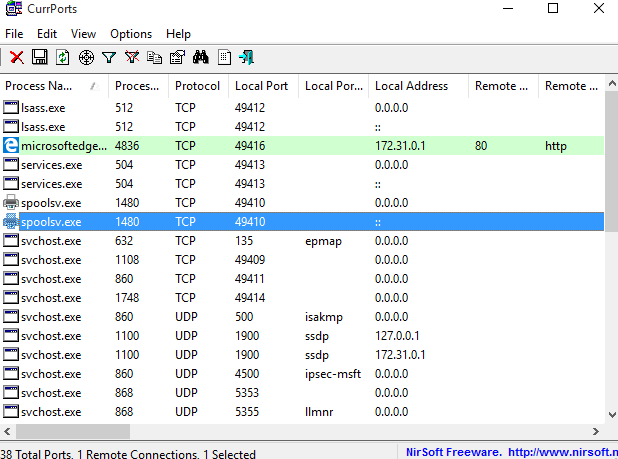 CurrPorts
File Edit View Options Help
Process Na... Proces... Protocol Local Port Local Por... Local Address Remote ... Remote ...
lsass.exe 512 TCP 49412 0.0.0.0
lsass.exe 512 TCP 49412 ::
microsoftedge... 4836 TCP 49416 172.31.0.1 80 http
services.exe 504 TCP 49413 0.0.0.0
services.exe 504 TCP 49413 ::
spoolsv.exe 1480 TCP 49410 0.0.0.0
spoolsv.exe 1480 TCP 49410 ::
svchost.exe 632 TCP 135 epmap 0.0.0.0
svchost.exe 1108 TCP 49409 0.0.0.0
svchost.exe 860 TCP 49411 0.0.0.0
svchost.exe 1748 TCP 49414 0.0.0.0
svchost.exe 860 UDP 500 isakmp 0.0.0.0
svchost.exe 1100 UDP 1900 ssdp 127.0.0.1
svchost.exe 1100 UDP 1900 ssdp 172.31.0.1
svchost.exe 860 UDP 4500 ipsec-msft 0.0.0.0
svchost.exe 868 UDP 5353 0.0.0.0
svchost.exe 868 UDP 5355 llmnr 0.0.0.0
38 Total Ports, 1 Remote Connections, 1 Selected NirSoft Freeware. http://www.nirsoft.n